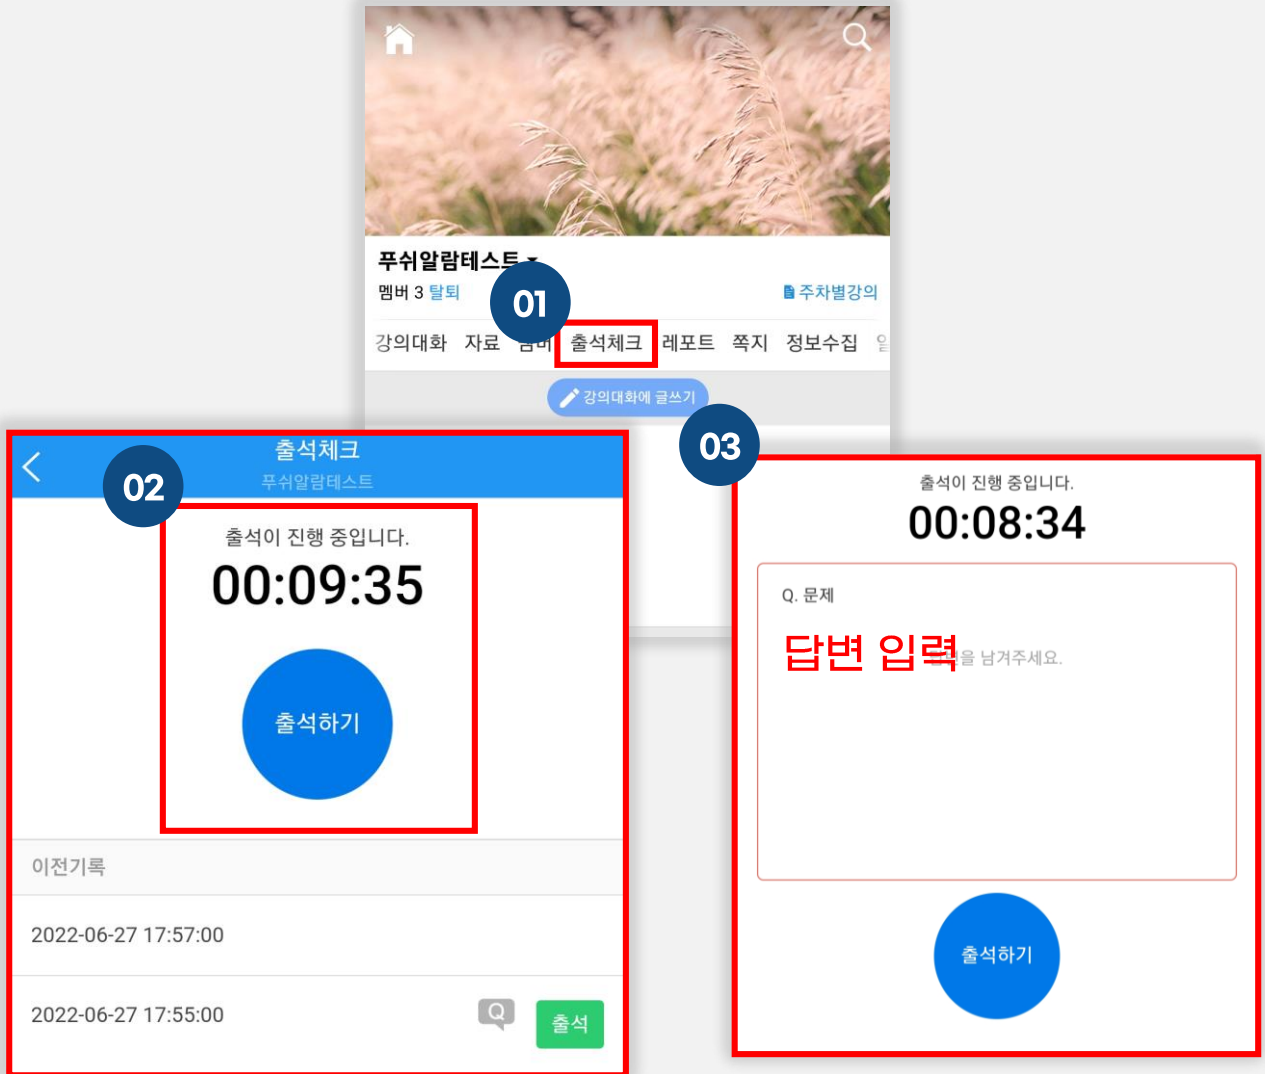 푸쉬알람테스트
멤버 3 탈퇴
주차별강의
01
강의대화 자료 멤버 출석체크 레포트 쪽지 정보수집
강의대화에 글쓰기
02
출석체크
푸쉬알람테스트
출석이 진행 중입니다.
00:09:35
출석하기
이전기록
2022-06-27 17:57:00
2022-06-27 17:55:00
Q
출석
03
출석이 진행 중입니다.
00:08:34
Q. 문제
답변 입력
을 남겨주세요.
출석하기